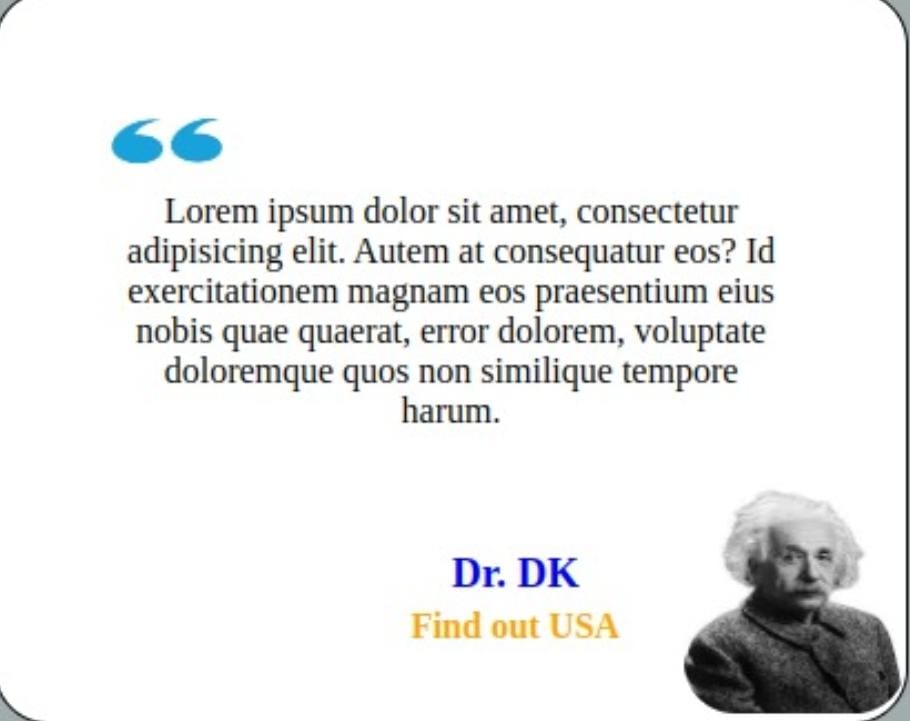 “
Lorem ipsum dolor sit amet, consectetur
adipisicing elit. Autem at consequatur eos? Id
exercitationem magnam eos praesentium eius
nobis quae quaerat, error dolorem, voluptate
doloremque quos non similique tempore
harum.
Dr. DK
Find out USA